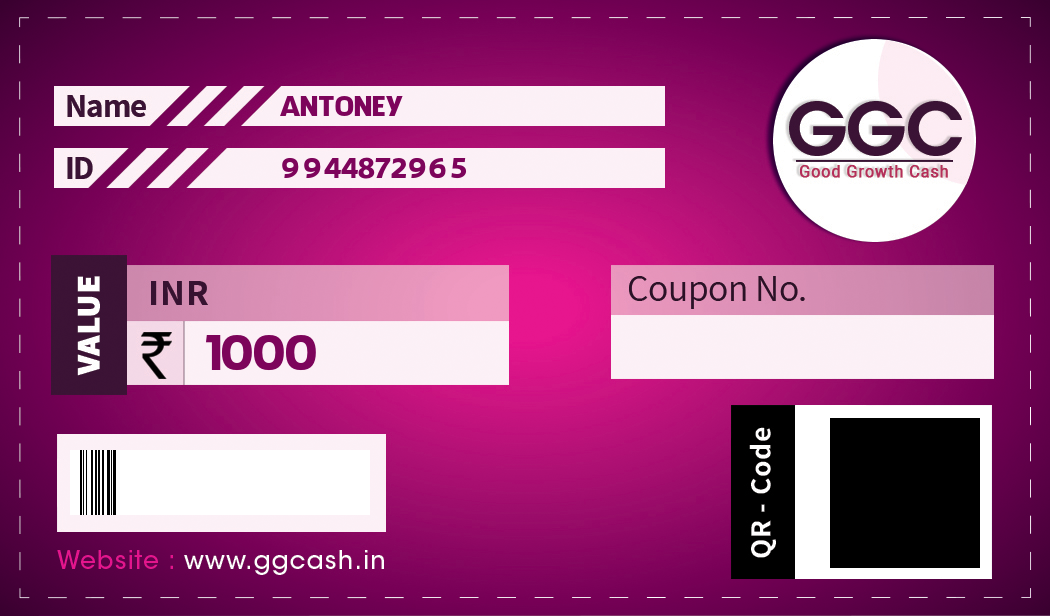 Name ANTONEY
ID 9944872965
GGC
Good Growth Cash
VALUE
INR
₹ 1000
Coupon No.
QR - Code
Website : www.ggcash.in